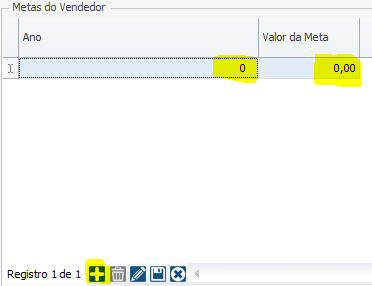 Metas do Vendedor
Ano Valor da Meta
0 0,00
Registro 1 de 1